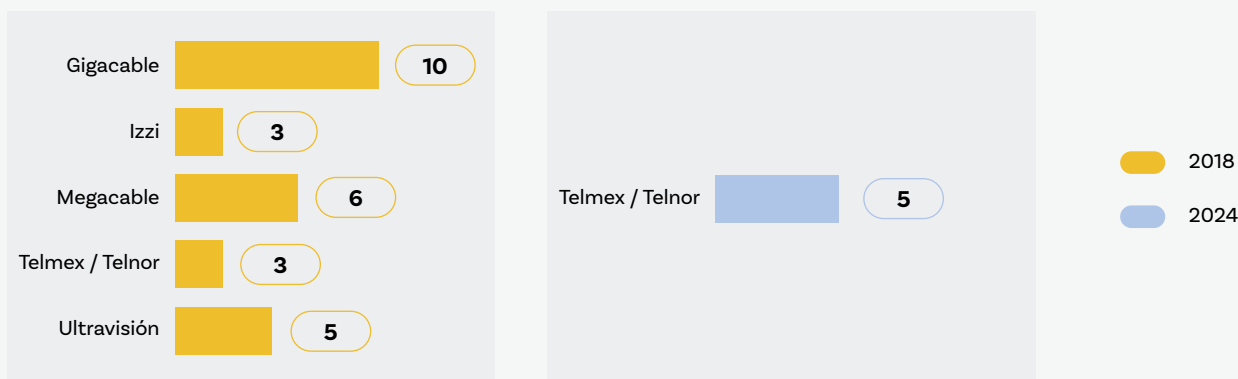 Gigacable 10
Izzi 3
Megacable 6
Telmex / Telnor 3
Ultravisión 5
Telmex / Telnor 5
2018
2024